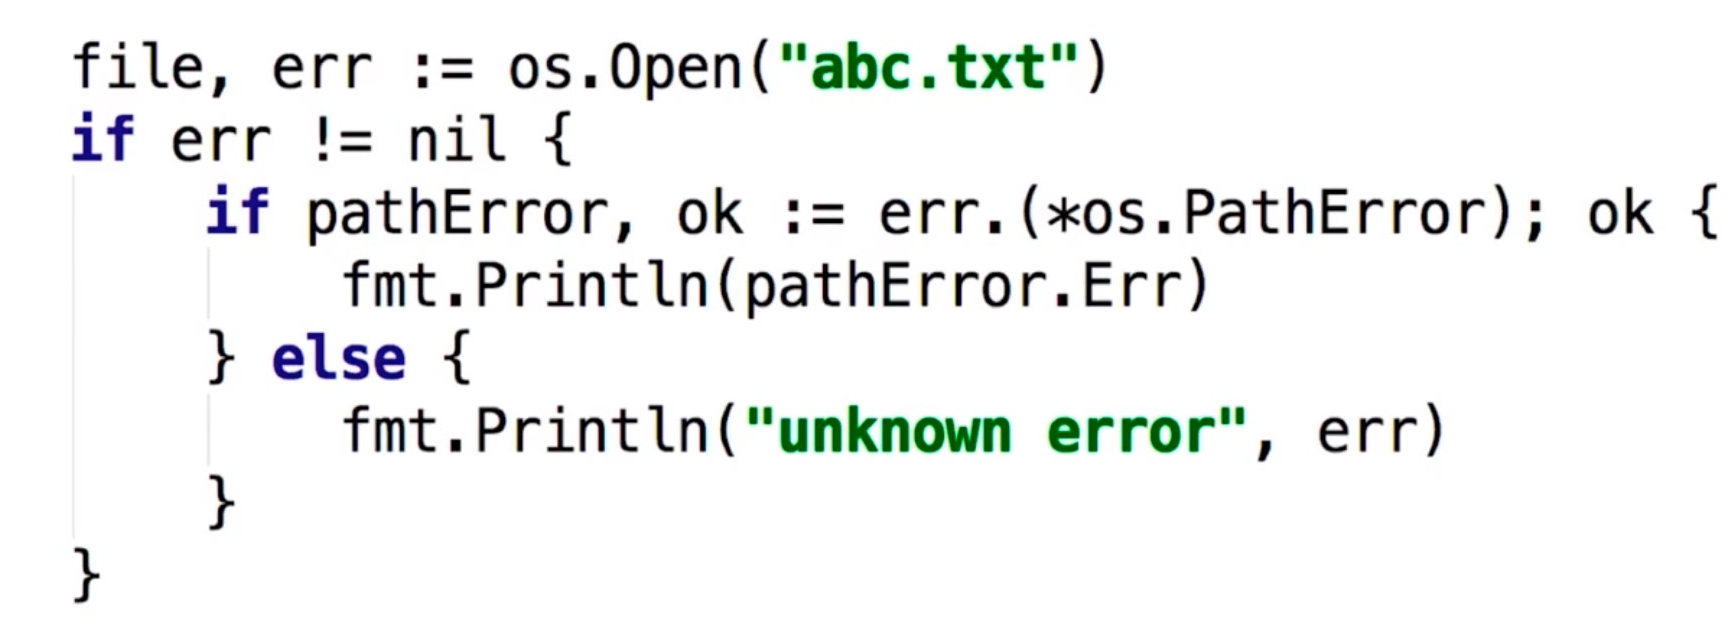 file, err := os.Open("abc.txt")
if err != nil {
    if pathError, ok := err.(*os.PathError); ok {
        fmt.Println(pathError.Err)
    } else {
        fmt.Println("unknown error", err)
    }
}